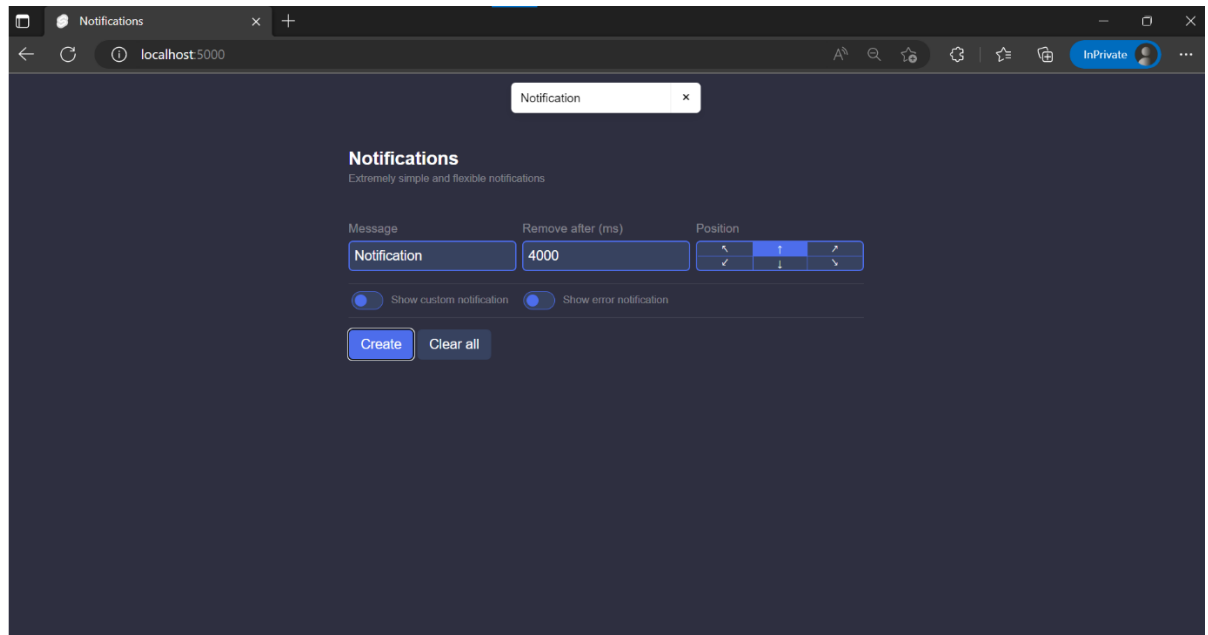 Notifications
localhost:5000
InPrivate
Notification
Notifications
Extremely simple and flexible notifications
Message Remove after (ms) Position
Notification 4000 ↖ ↑ ↗
↙ ↓ ↘
Show custom notification Show error notification
Create Clear all